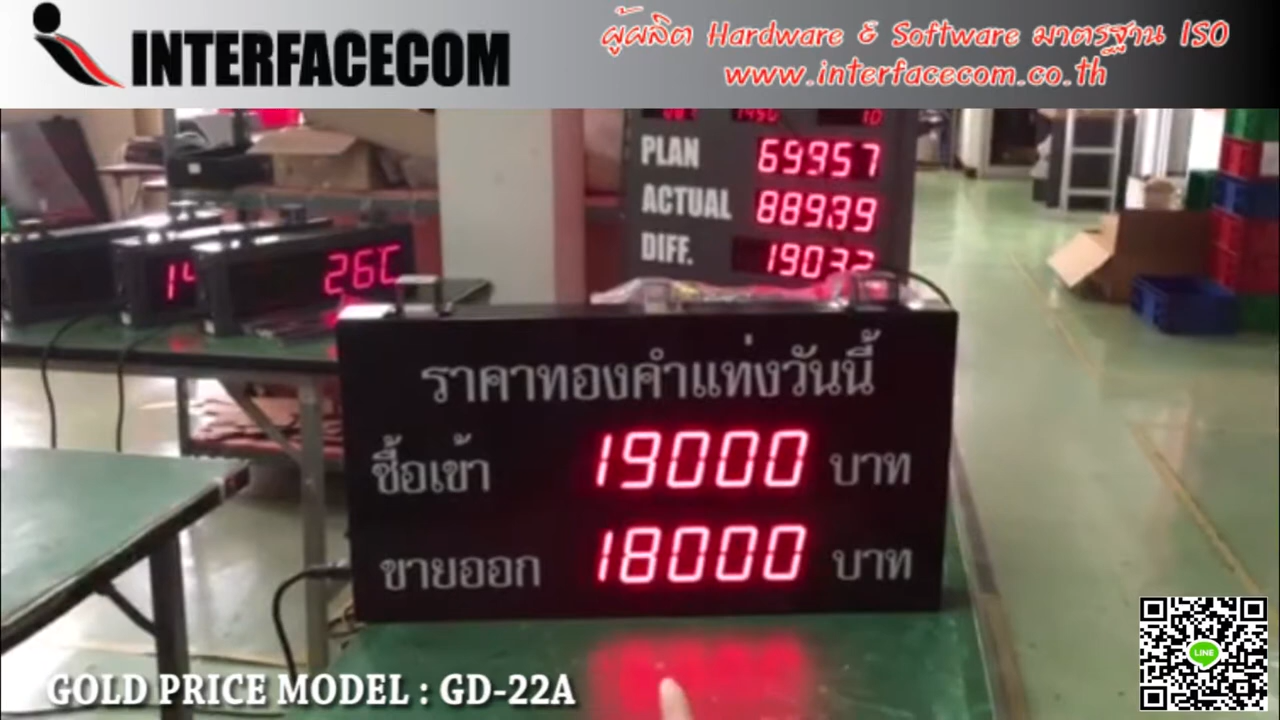 INTERFACECOM
ผู้ผลิต Hardware & Software มาตรฐาน ISO
www.interfacecom.co.th
PLAN 69957
ACTUAL 88989
DIFF. 19032
26C
ราคาทองคำแท่งวันนี้
ซื้อเข้า 19000 บาท
ขายออก 18000 บาท
LINE
GOLD PRICE MODEL : GD-22A